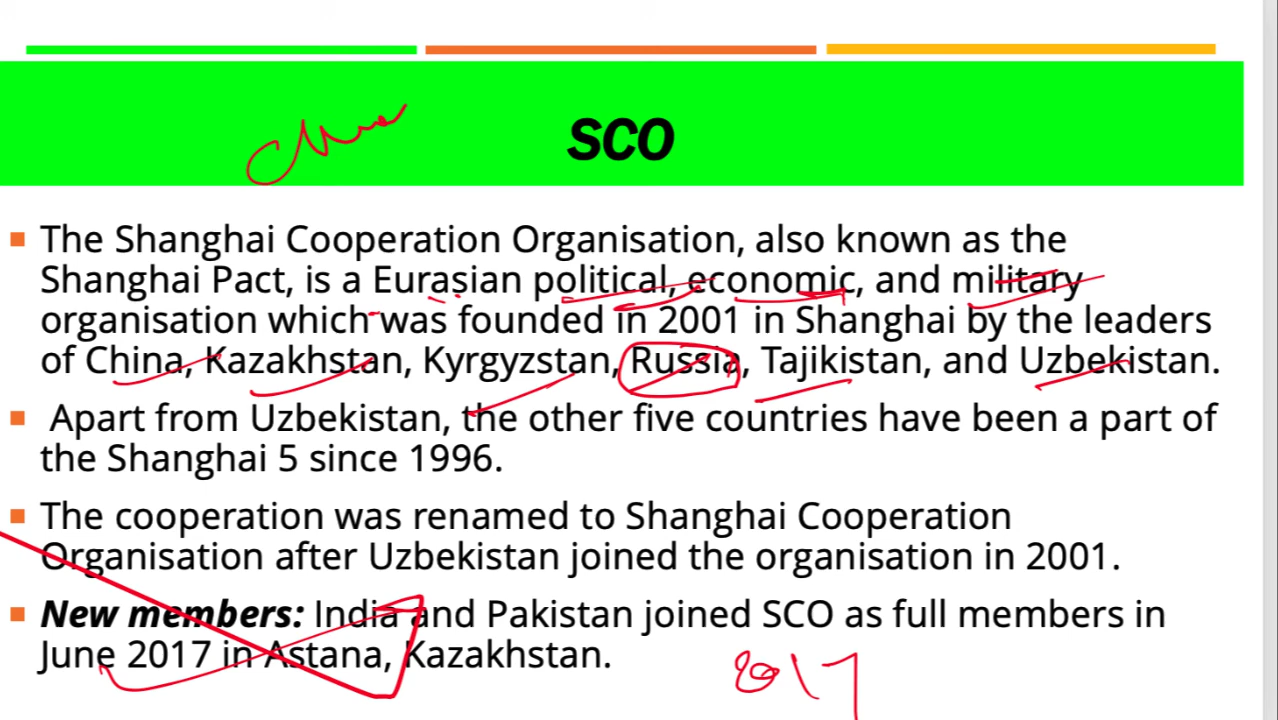 China
SCO
The Shanghai Cooperation Organisation, also known as the
Shanghai Pact, is a Eurasian political, economic, and military
organisation which was founded in 2001 in Shanghai by the leaders
of China, Kazakhstan, Kyrgyzstan, Russia, Tajikistan, and Uzbekistan.
Apart from Uzbekistan, the other five countries have been a part of
the Shanghai 5 since 1996.
The cooperation was renamed to Shanghai Cooperation
Organisation after Uzbekistan joined the organisation in 2001.
New members: India and Pakistan joined SCO as full members in
June 2017 in Astana, Kazakhstan.
2017